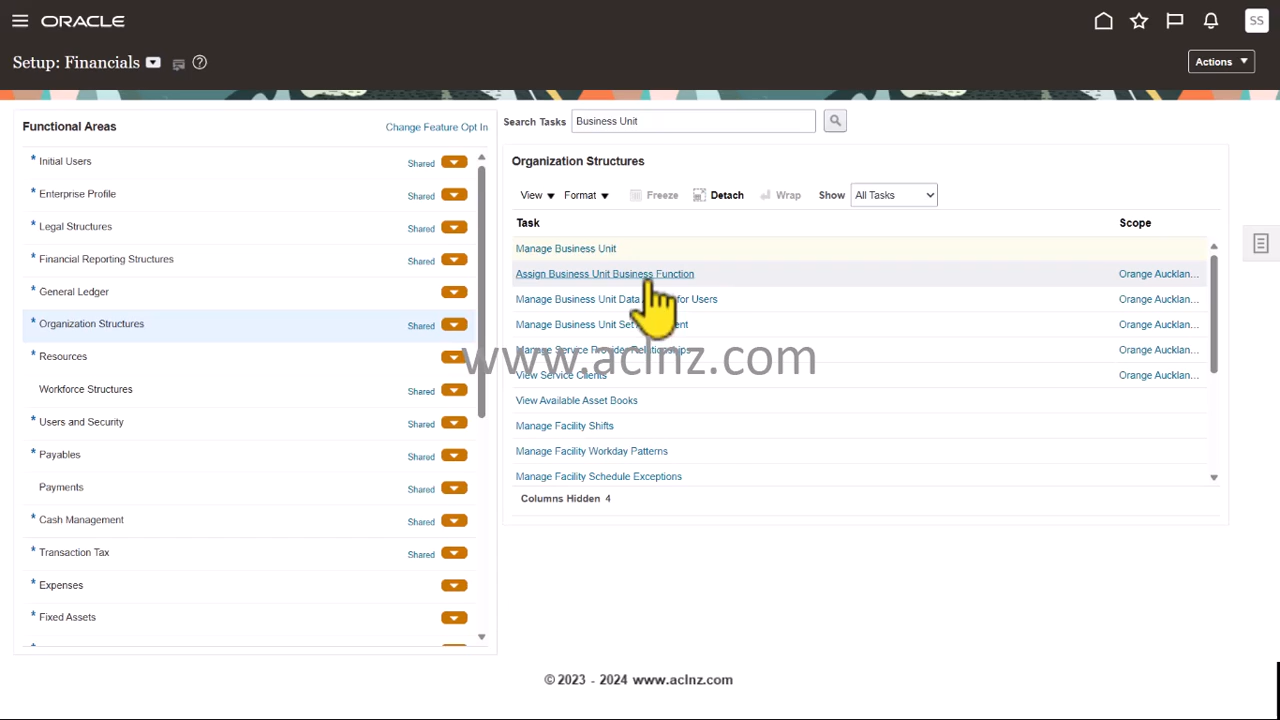 ORACLE
SS
Setup: Financials
Actions
Functional Areas
Change Feature Opt In
* Initial Users Shared
* Enterprise Profile Shared
* Legal Structures Shared
* Financial Reporting Structures Shared
* General Ledger
* Organization Structures Shared
* Resources
Workforce Structures Shared
* Users and Security Shared
* Payables Shared
Payments Shared
* Cash Management Shared
* Transaction Tax Shared
* Expenses
* Fixed Assets
Search Tasks Business Unit
Organization Structures
View Format Freeze Detach Wrap Show All Tasks
Task Scope
Manage Business Unit
Assign Business Unit Business Function Orange Aucklan...
Manage Business Unit Data for Users Orange Aucklan...
Manage Business Unit Set Orange Aucklan...
Manage Service Provider Relationships
View Service Clients Orange Aucklan...
View Available Asset Books
Manage Facility Shifts
Manage Facility Workday Patterns
Manage Facility Schedule Exceptions
Columns Hidden 4
www.aclnz.com
© 2023 - 2024 www.aclnz.com